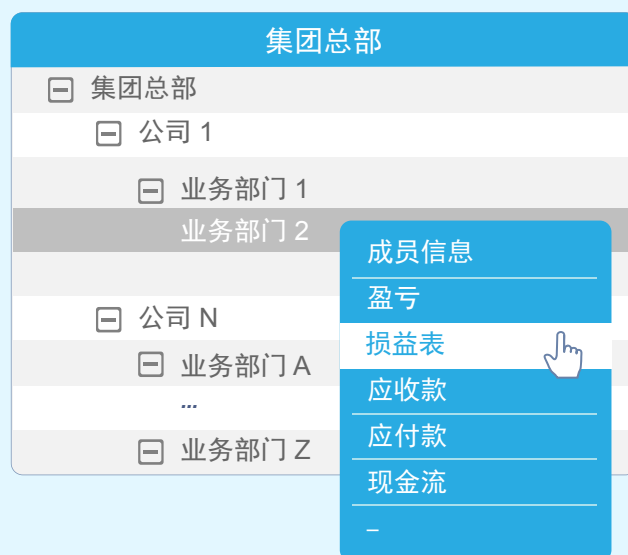 集团总部
集团总部
公司 1
业务部门 1
业务部门 2
公司 N
业务部门 A
...
业务部门 Z
成员信息
盈亏
损益表
应收款
应付款
现金流
–